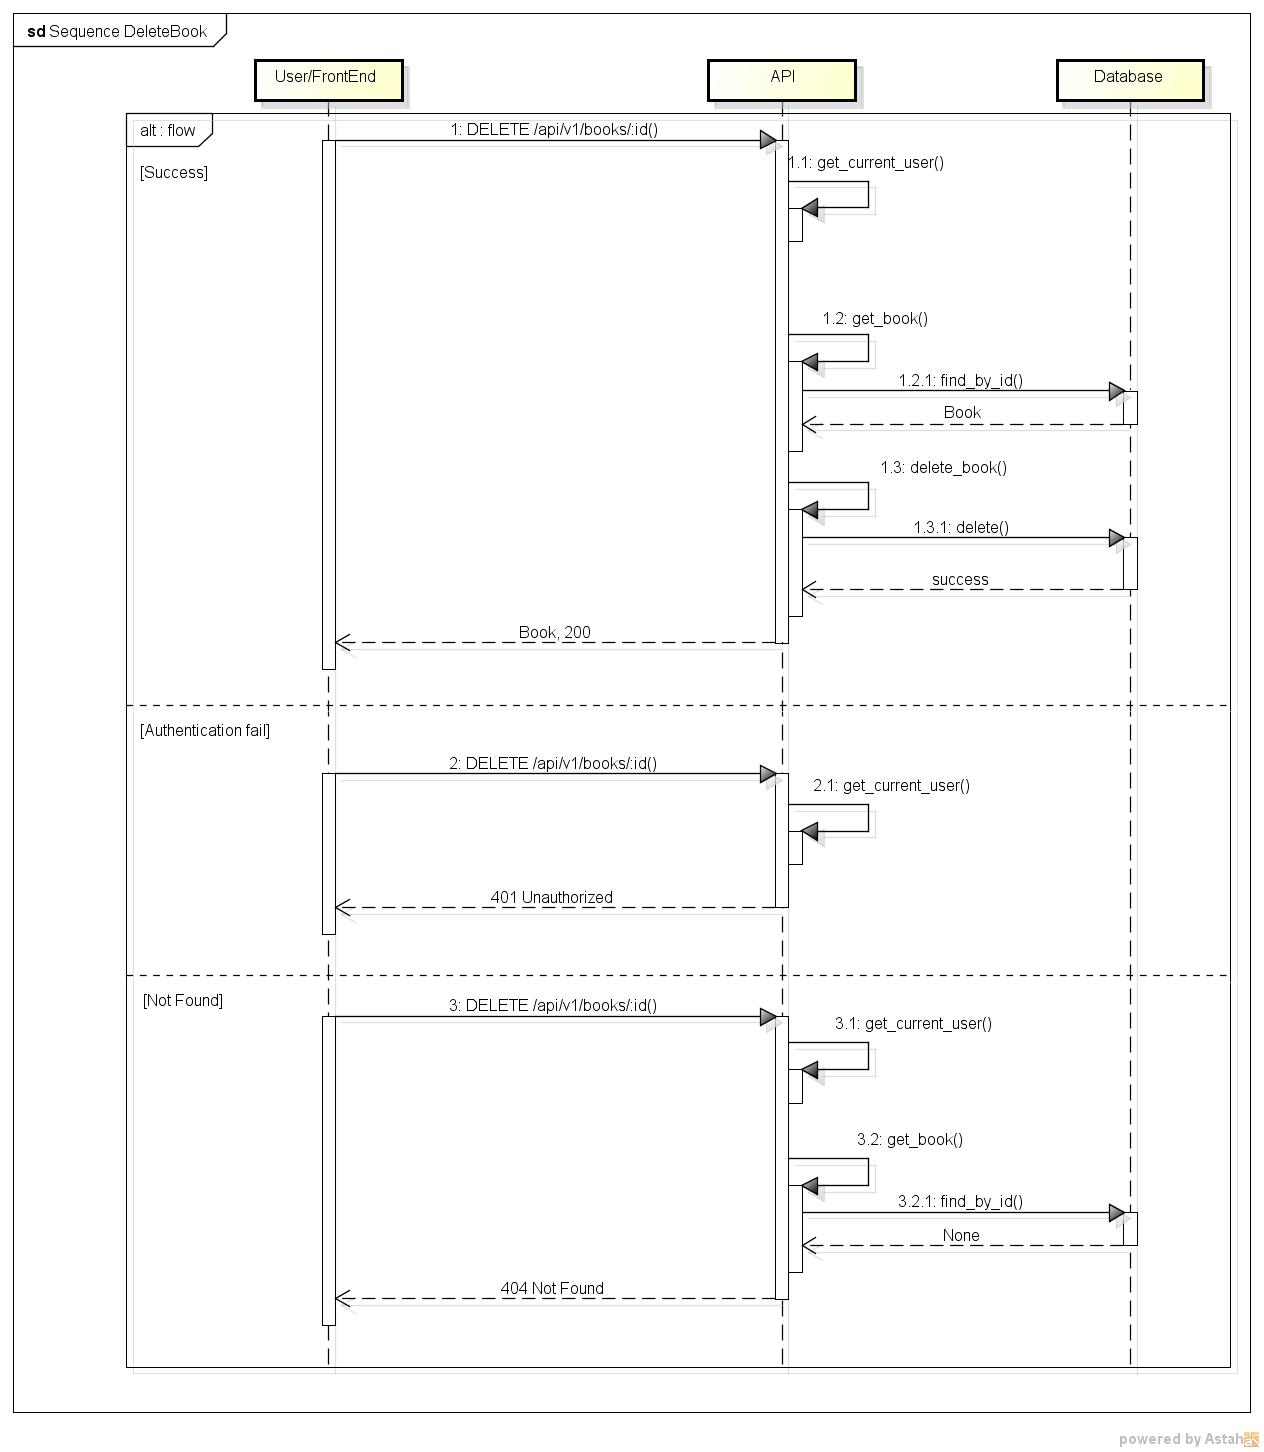 sd Sequence DeleteBook
User/FrontEnd
API
Database
alt : flow
1: DELETE /api/v1/books/:id()
[Success]
1.1: get_current_user()
1.2: get_book()
1.2.1: find_by_id()
Book
1.3: delete_book()
1.3.1: delete()
success
Book, 200
[Authentication fail]
2: DELETE /api/v1/books/:id()
2.1: get_current_user()
401 Unauthorized
[Not Found]
3: DELETE /api/v1/books/:id()
3.1: get_current_user()
3.2: get_book()
3.2.1: find_by_id()
None
404 Not Found
powered by Astah